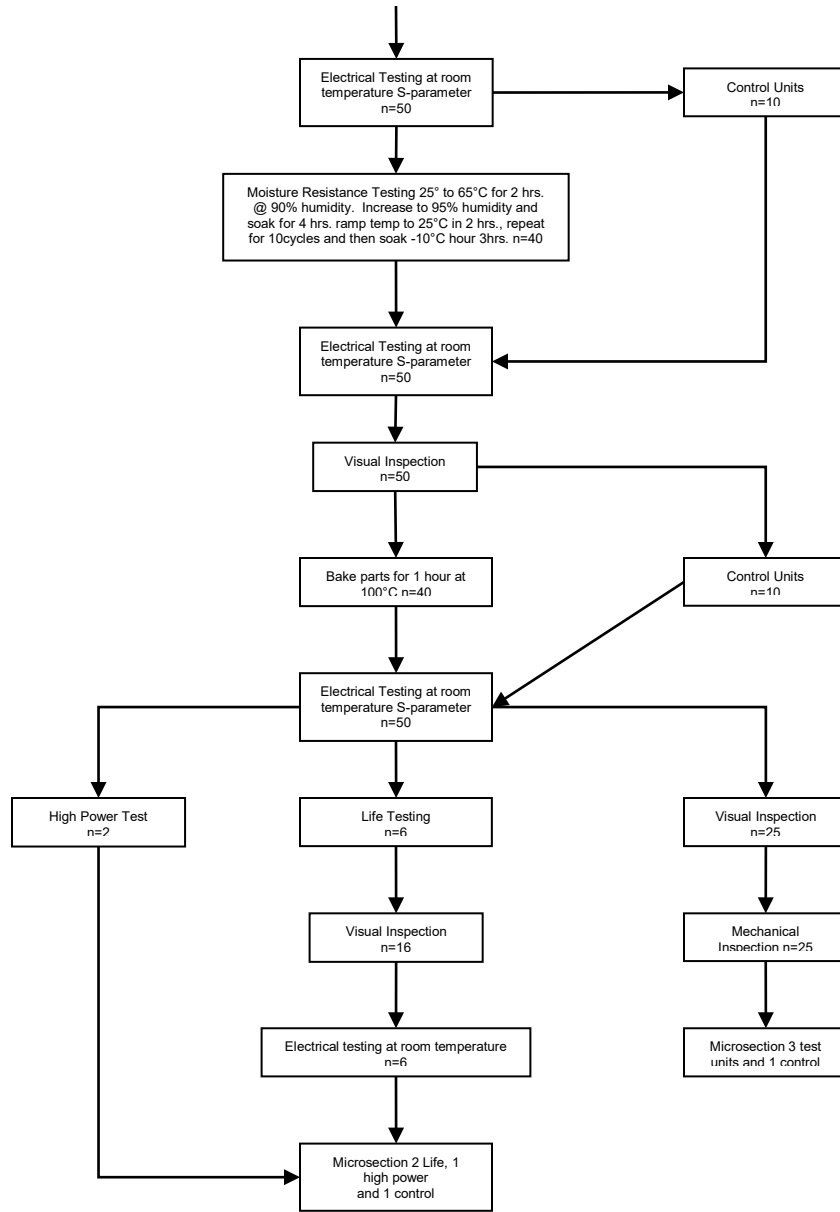 Electrical Testing at room
temperature S-parameter
n=50
Control Units
n=10
Moisture Resistance Testing 25° to 65°C for 2 hrs.
@ 90% humidity.  Increase to 95% humidity and
soak for 4 hrs. ramp temp to 25°C in 2 hrs., repeat
for 10cycles and then soak -10°C hour 3hrs. n=40
Electrical Testing at room
temperature S-parameter
n=50
Visual Inspection
n=50
Bake parts for 1 hour at
100°C n=40
Control Units
n=10
Electrical Testing at room
temperature S-parameter
n=50
High Power Test
n=2
Life Testing
n=6
Visual Inspection
n=25
Visual Inspection
n=16
Mechanical
Inspection n=25
Electrical testing at room temperature
n=6
Microsection 3 test
units and 1 control
Microsection 2 Life, 1
high power
and 1 control